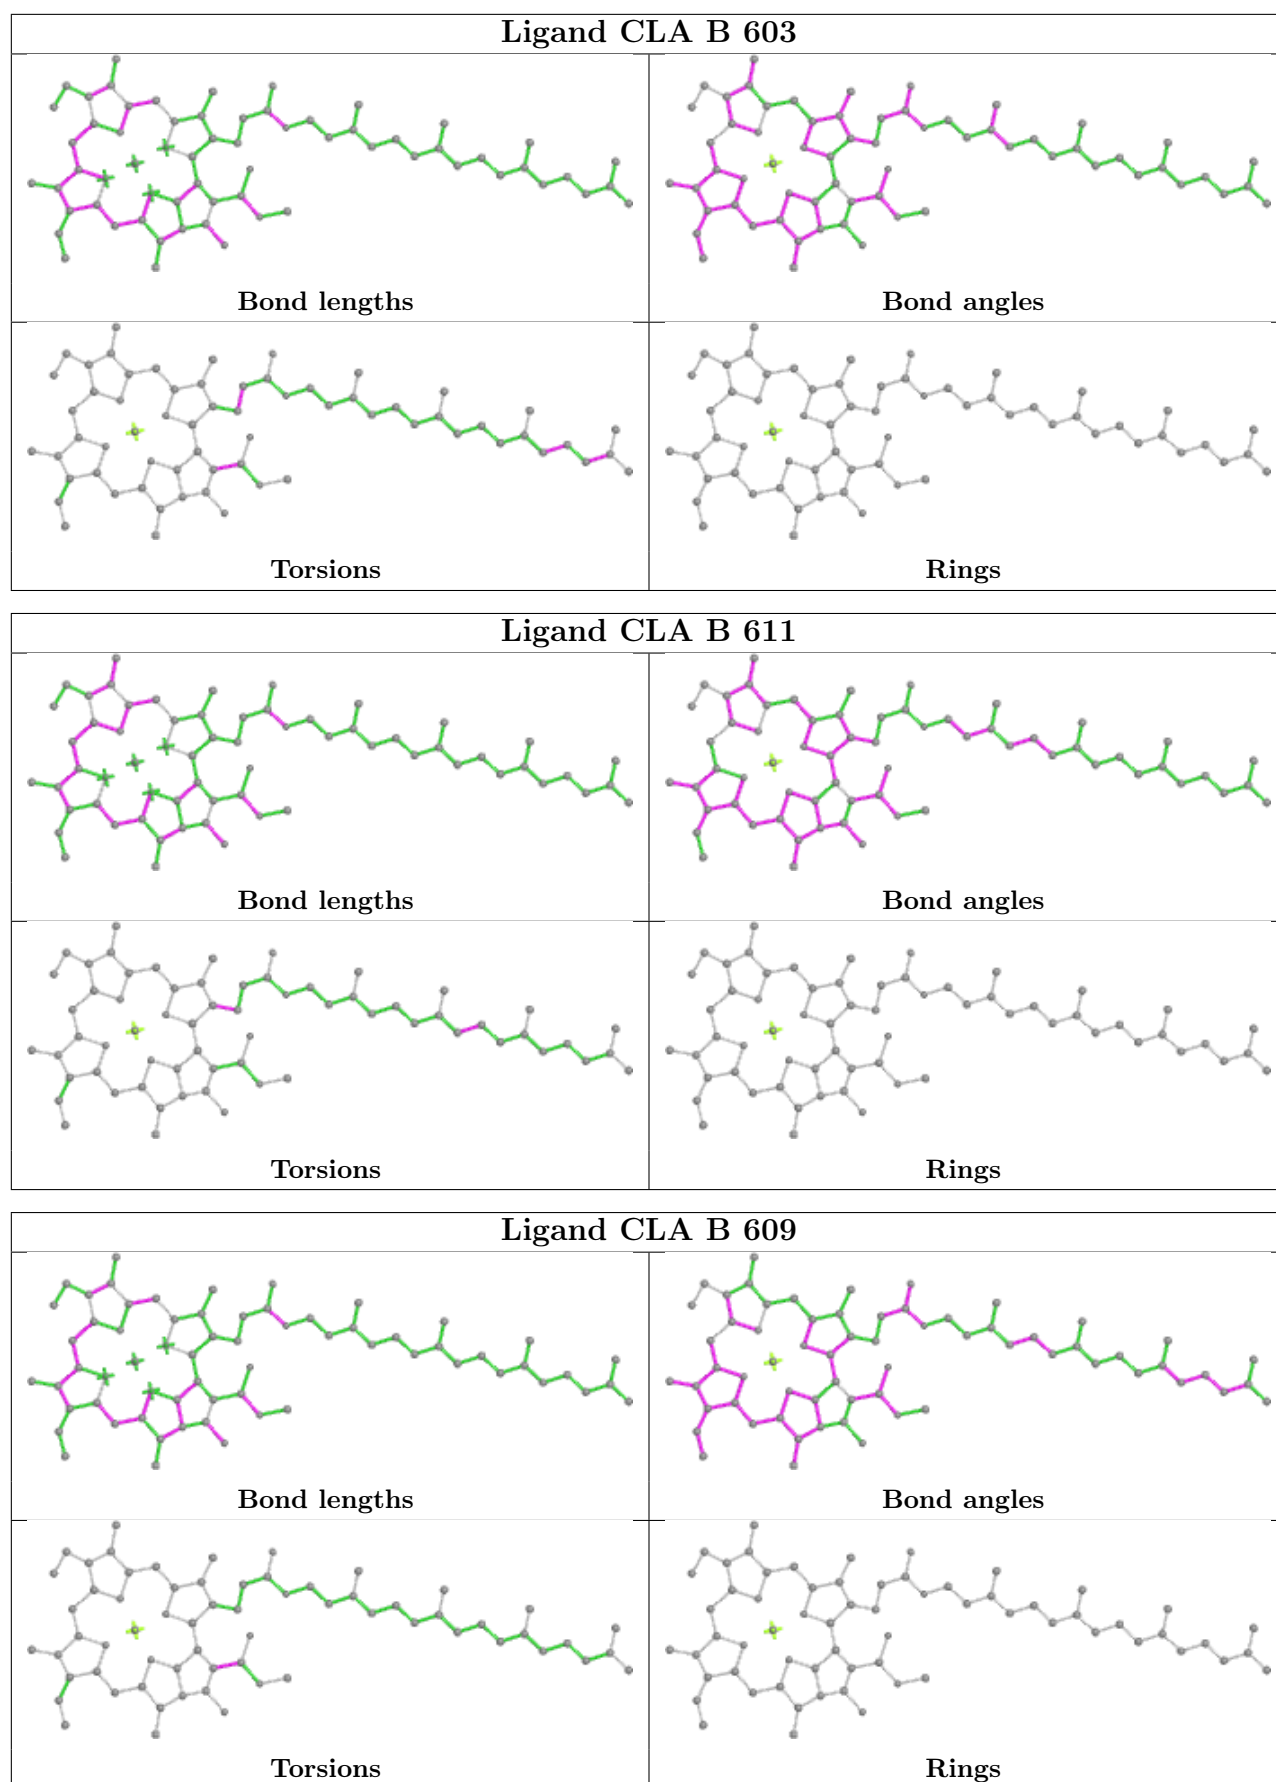 Ligand CLA B 603
Bond lengths
Bond angles
Torsions
Rings
Ligand CLA B 611
Bond lengths
Bond angles
Torsions
Rings
Ligand CLA B 609
Bond lengths
Bond angles
Torsions
Rings